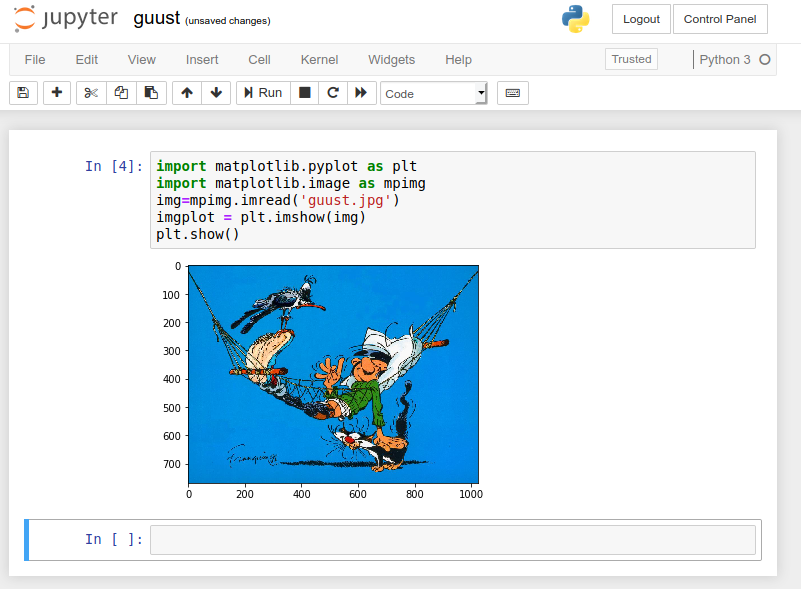 jupyter guust (unsaved changes) Logout Control Panel
File Edit View Insert Cell Kernel Widgets Help Trusted Python 3
Run Code
In [4]: import matplotlib.pyplot as plt
import matplotlib.image as mpimg
img=mpimg.imread('guust.jpg')
imgplot = plt.imshow(img)
plt.show()
0
100
200
300
400
500
600
700
0 200 400 600 800 1000
Franquin
In [ ]: